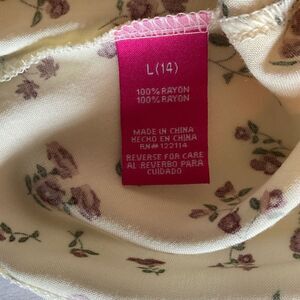 L(14)
100% RAYON
100% RAYON
MADE IN CHINA
HECHO EN CHINA
RN# 122114
REVERSE FOR CARE
AL REVERBO PARA
CUIDADO